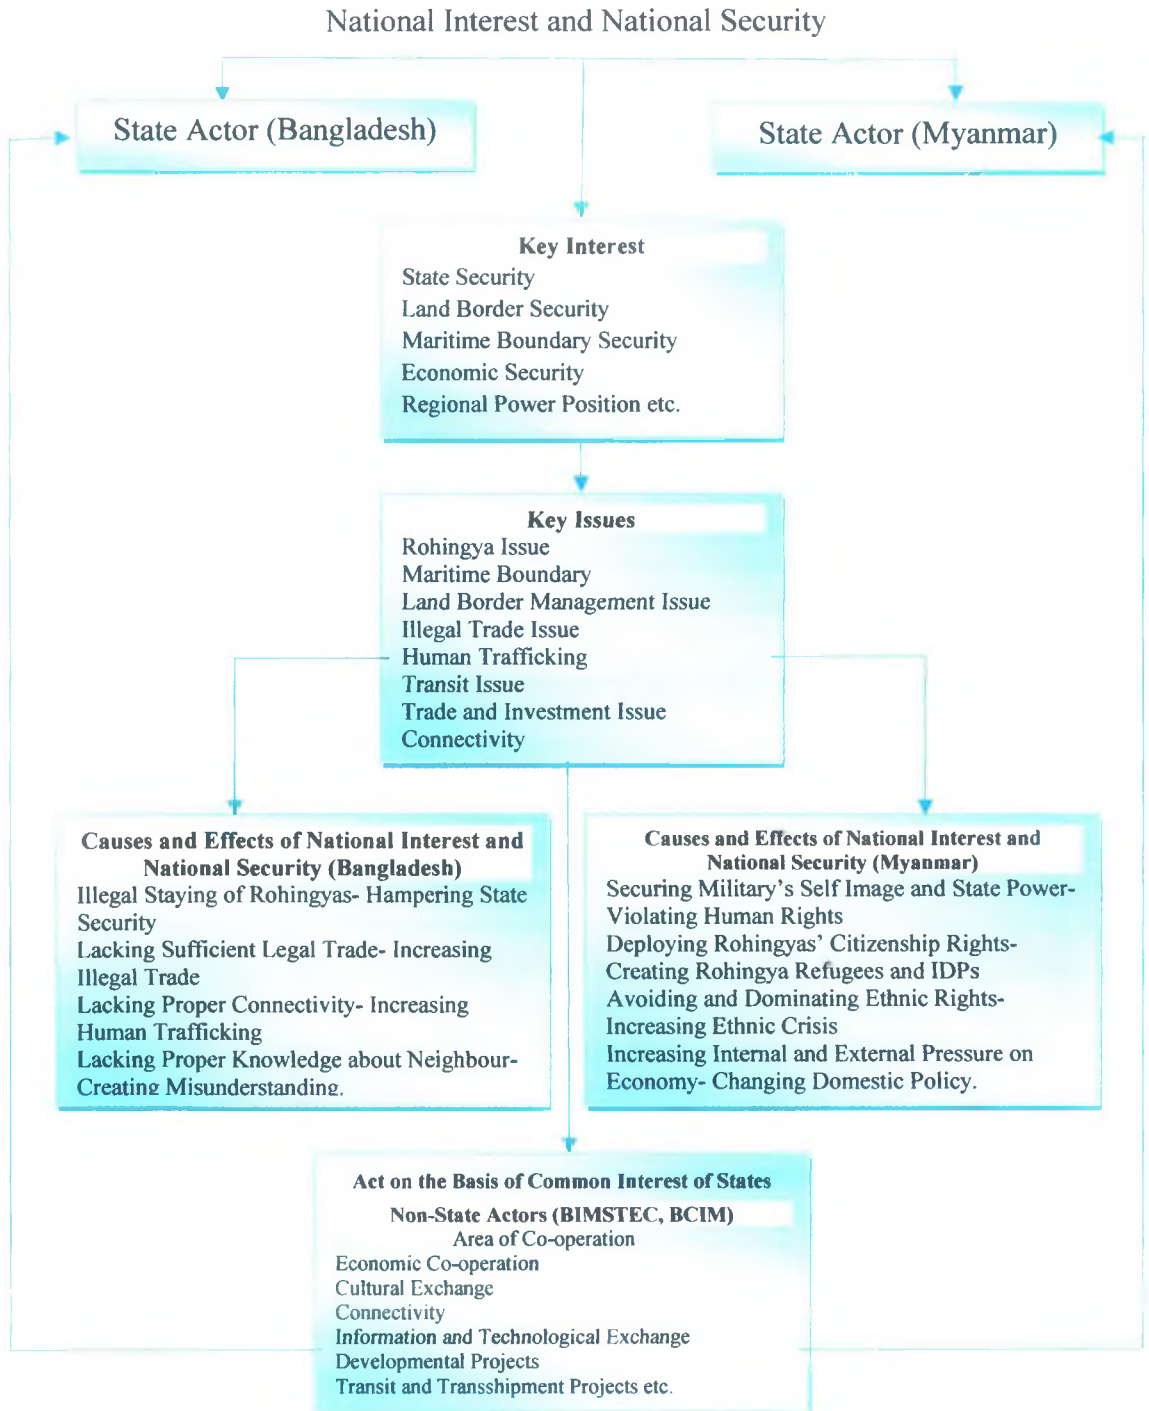 National Interest and National Security
State Actor (Bangladesh)
State Actor (Myanmar)
Key Interest
State Security
Land Border Security
Maritime Boundary Security
Economic Security
Regional Power Position etc.
Key Issues
Rohingya Issue
Maritime Boundary
Land Border Management Issue
Illegal Trade Issue
Human Trafficking
Transit Issue
Trade and Investment Issue
Connectivity
Causes and Effects of National Interest and
National Security (Bangladesh)
Illegal Staying of Rohingyas- Hampering State
Security
Lacking Sufficient Legal Trade- Increasing
Illegal Trade
Lacking Proper Connectivity- Increasing
Human Trafficking
Lacking Proper Knowledge about Neighbour-
Creating Misunderstanding.
Causes and Effects of National Interest and
National Security (Myanmar)
Securing Military's Self Image and State Power-
Violating Human Rights
Deploying Rohingyas' Citizenship Rights-
Creating Rohingya Refugees and IDPs
Avoiding and Dominating Ethnic Rights-
Increasing Ethnic Crisis
Increasing Internal and External Pressure on
Economy- Changing Domestic Policy.
Act on the Basis of Common Interest of States
Non-State Actors (BIMSTEC, BCIM)
Area of Co-operation
Economic Co-operation
Cultural Exchange
Connectivity
Information and Technological Exchange
Developmental Projects
Transit and Transshipment Projects etc.